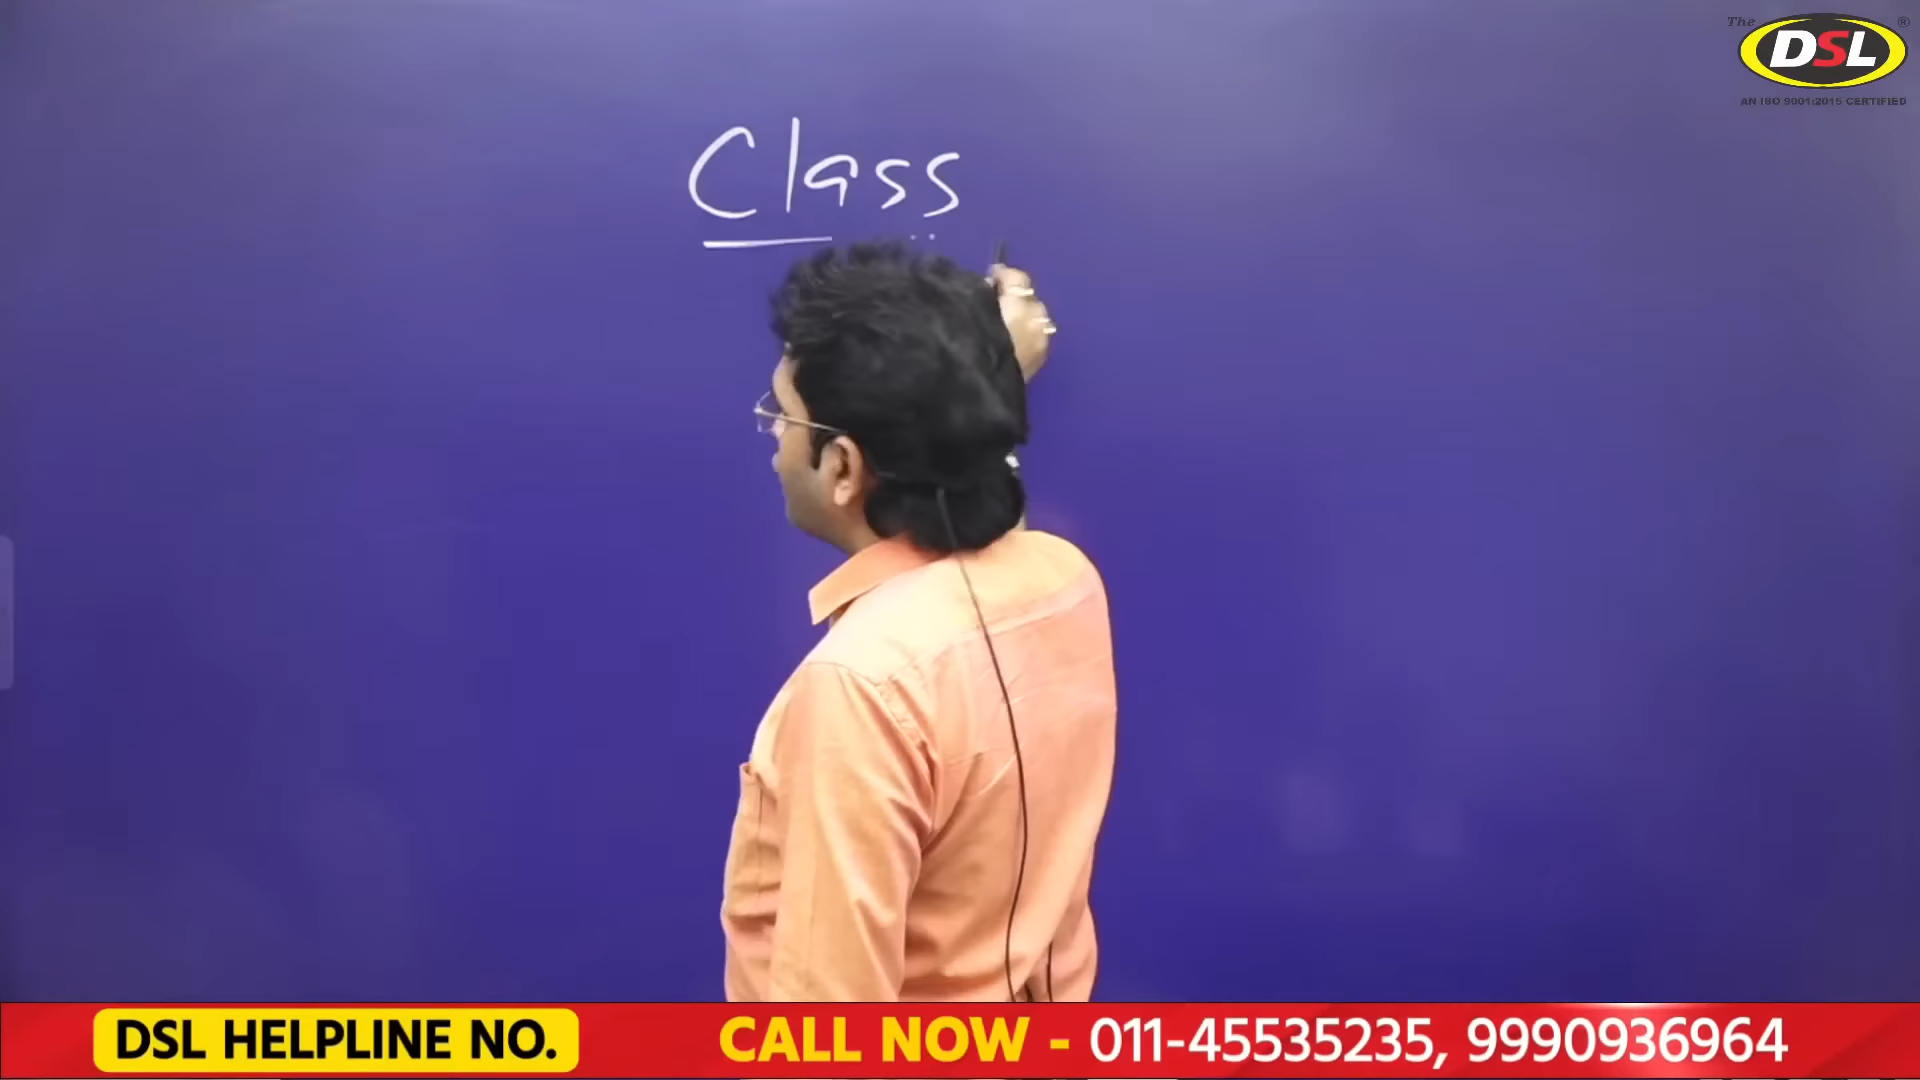 The
DSL
®
AN ISO 9001:2015 CERTIFIED
Class
DSL HELPLINE NO.
CALL NOW - 011-45535235, 9990936964